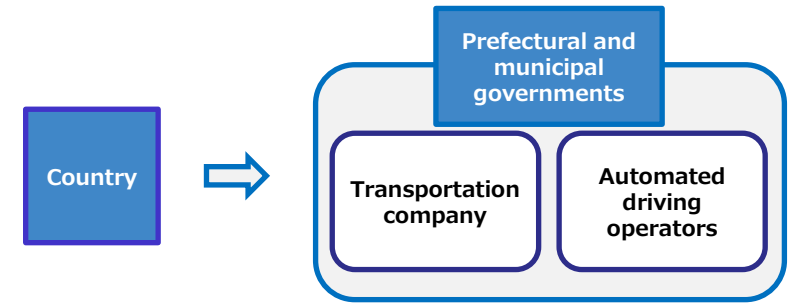 Prefectural and
municipal
governments
Country
Transportation
company
Automated
driving
operators